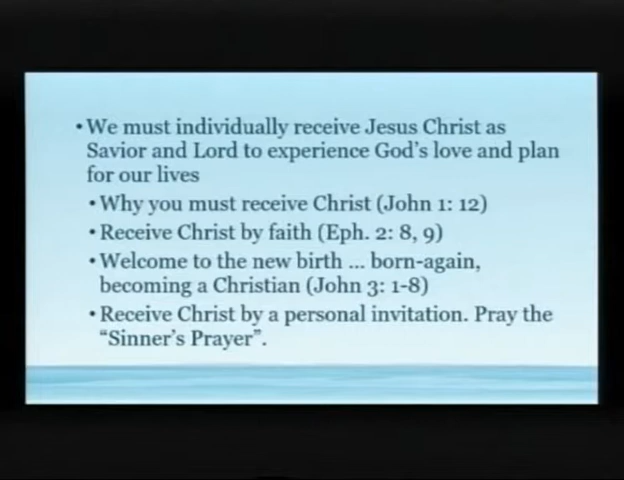 •We must individually receive Jesus Christ as
Savior and Lord to experience God's love and plan
for our lives
•Why you must receive Christ (John 1: 12)
•Receive Christ by faith (Eph. 2: 8, 9)
•Welcome to the new birth ... born-again,
becoming a Christian (John 3: 1-8)
•Receive Christ by a personal invitation. Pray the
"Sinner's Prayer".